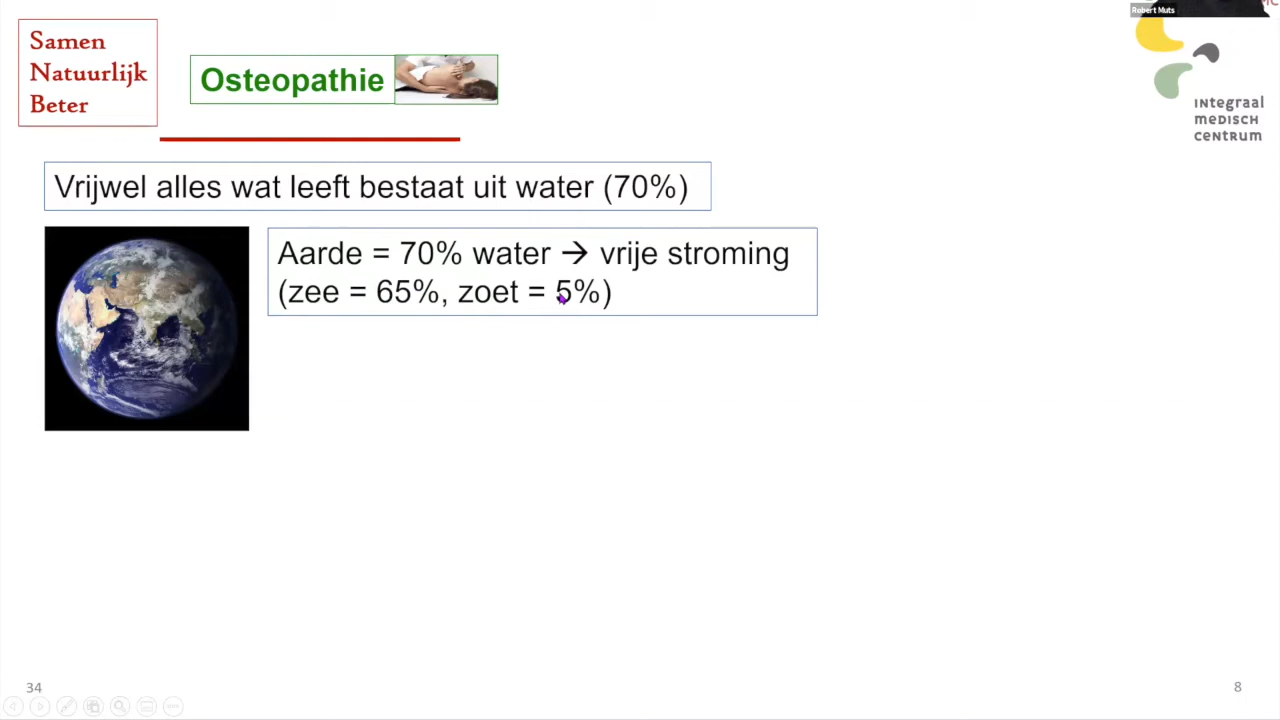 Robert Muts
Samen
Natuurlijk
Beter
Osteopathie
INTEGRAAL
MEDISCH
CENTRUM
Vrijwel alles wat leeft bestaat uit water (70%)
Aarde = 70% water → vrije stroming
(zee = 65%, zoet = 5%)
34
8